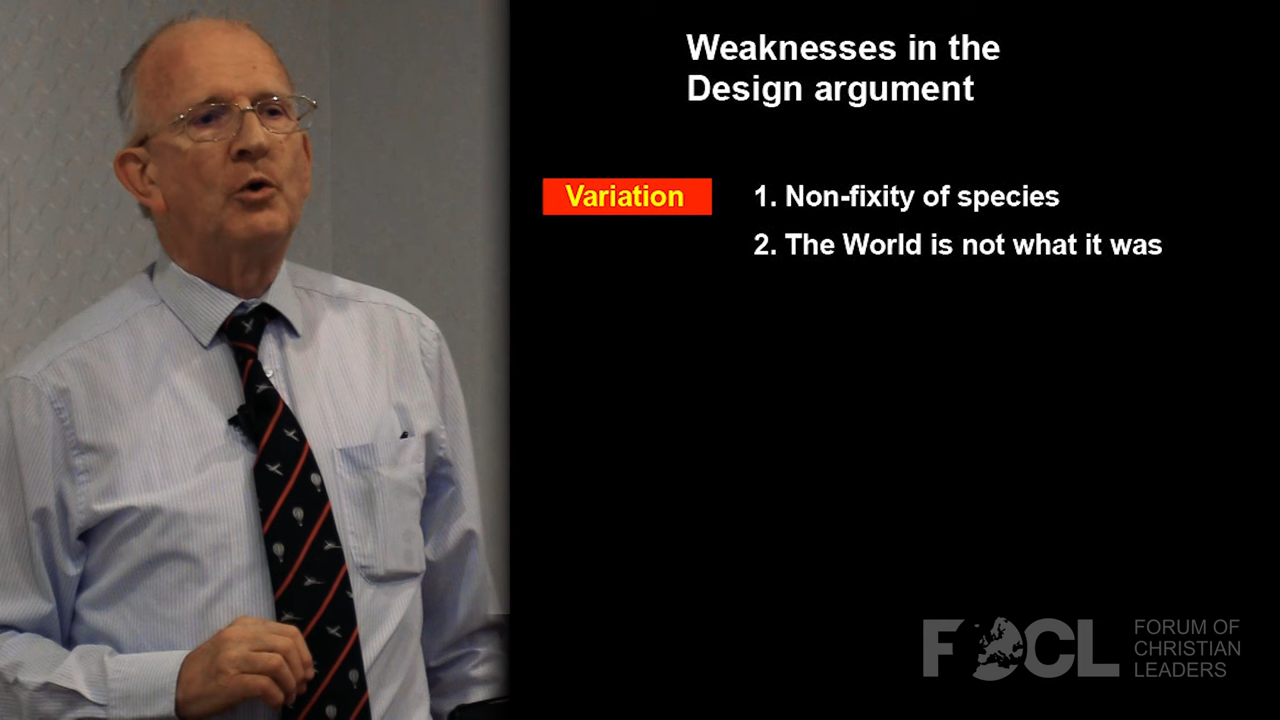 Weaknesses in the
Design argument
Variation
1. Non-fixity of species
2. The World is not what it was
FOCL
FORUM OF
CHRISTIAN
LEADERS